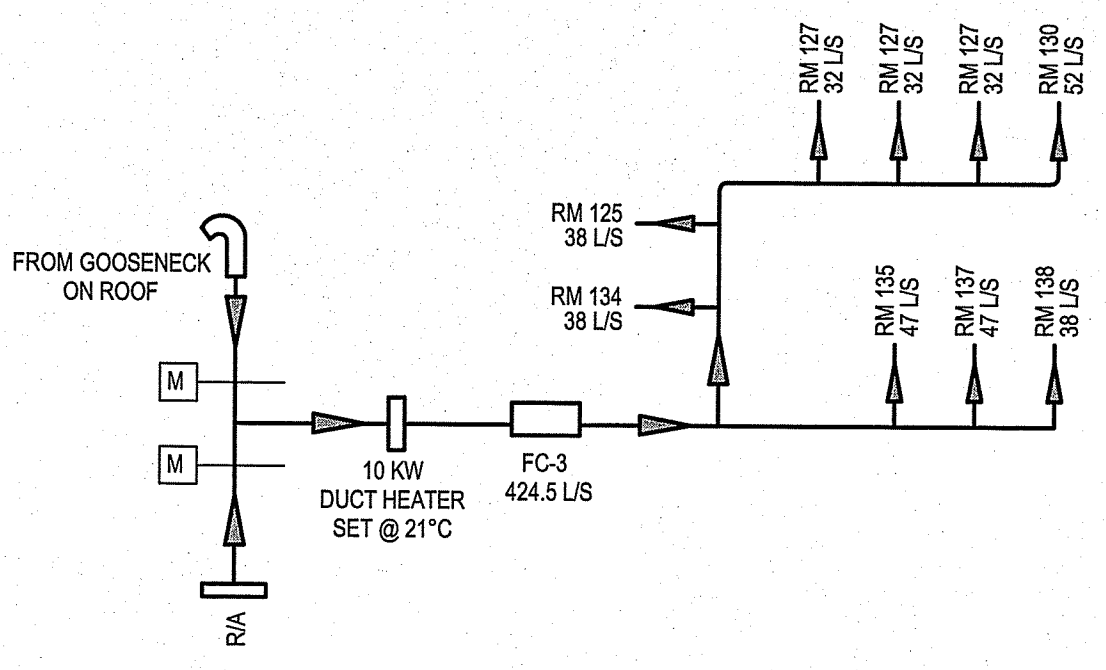 RM 127
32 L/S
RM 127
32 L/S
RM 127
32 L/S
RM 130
52 L/S
RM 125
38 L/S
FROM GOOSENECK
ON ROOF
RM 134
38 L/S
RM 135
47 L/S
RM 137
47 L/S
RM 138
38 L/S
M
M
10 KW
DUCT HEATER
SET @ 21°C
FC-3
424.5 L/S
R/A